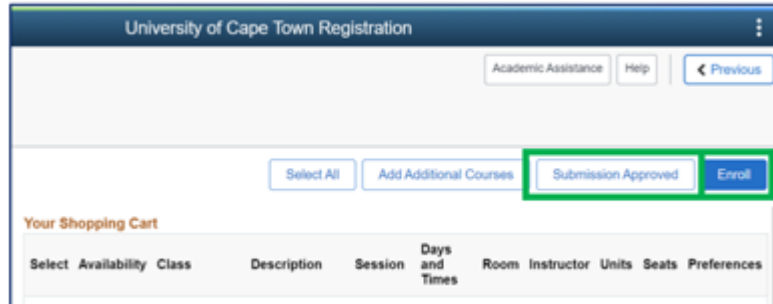 University of Cape Town Registration
Academic Assistance Help Previous
Select All Add Additional Courses Submission Approved Enroll
Your Shopping Cart
Select Availability Class Description Session Days and Times Room Instructor Units Seats Preferences